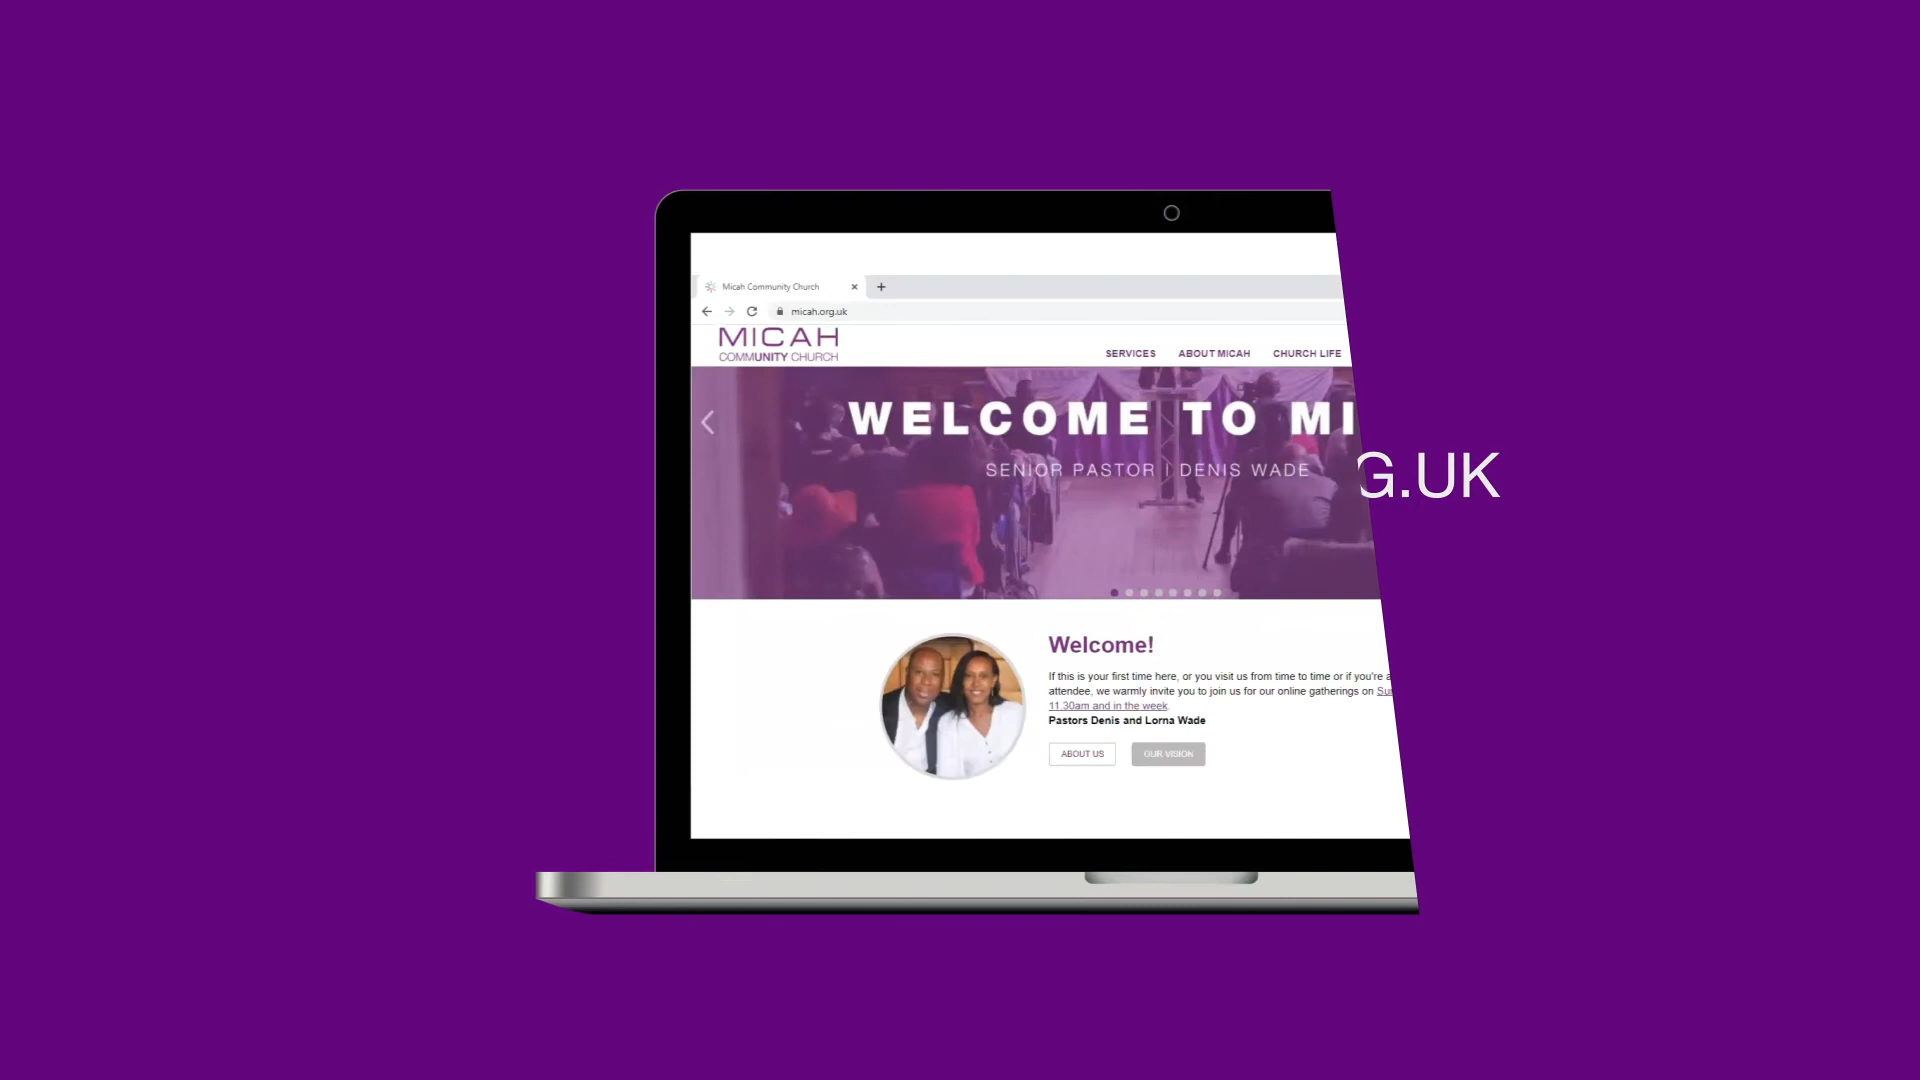 Micah Community Church
micah.org.uk
MICAH
COMMUNITY CHURCH
SERVICES ABOUT MICAH CHURCH LIFE
WELCOME TO MI
SENIOR PASTOR | DENIS WADE
G.UK
Welcome!
If this is your first time here, or you visit us from time to time or if you're a
attendee, we warmly invite you to join us for our online gatherings on Sun
11.30am and in the week.
Pastors Denis and Lorna Wade
ABOUT US OUR VISION